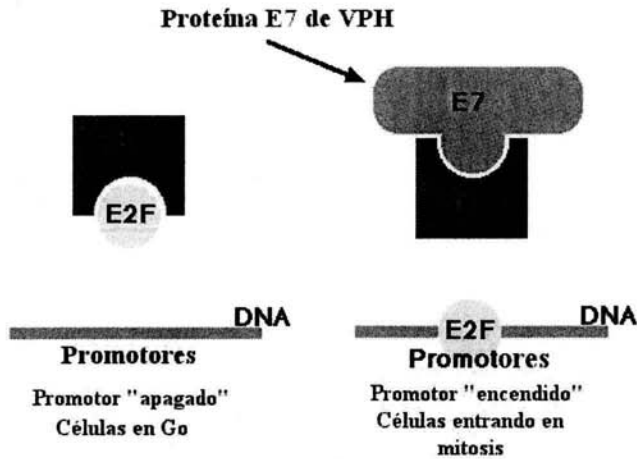 Proteína E7 de VPH
E7
E2F
DNA
Promotores
Promotor "apagado"
Células en Go
E2F
DNA
Promotores
Promotor "encendido"
Células entrando en
mitosis